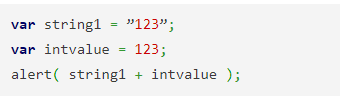 var string1 = ”123”;
var intvalue = 123;
alert( string1 + intvalue );